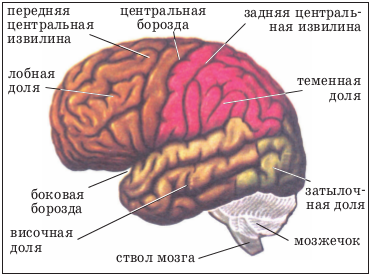 передняя
центральная
извилина
центральная
борозда
задняя централь-
ная извилина
лобная
доля
теменная
доля
боковая
борозда
затылоч-
ная доля
височная
доля
ствол мозга
мозжечок